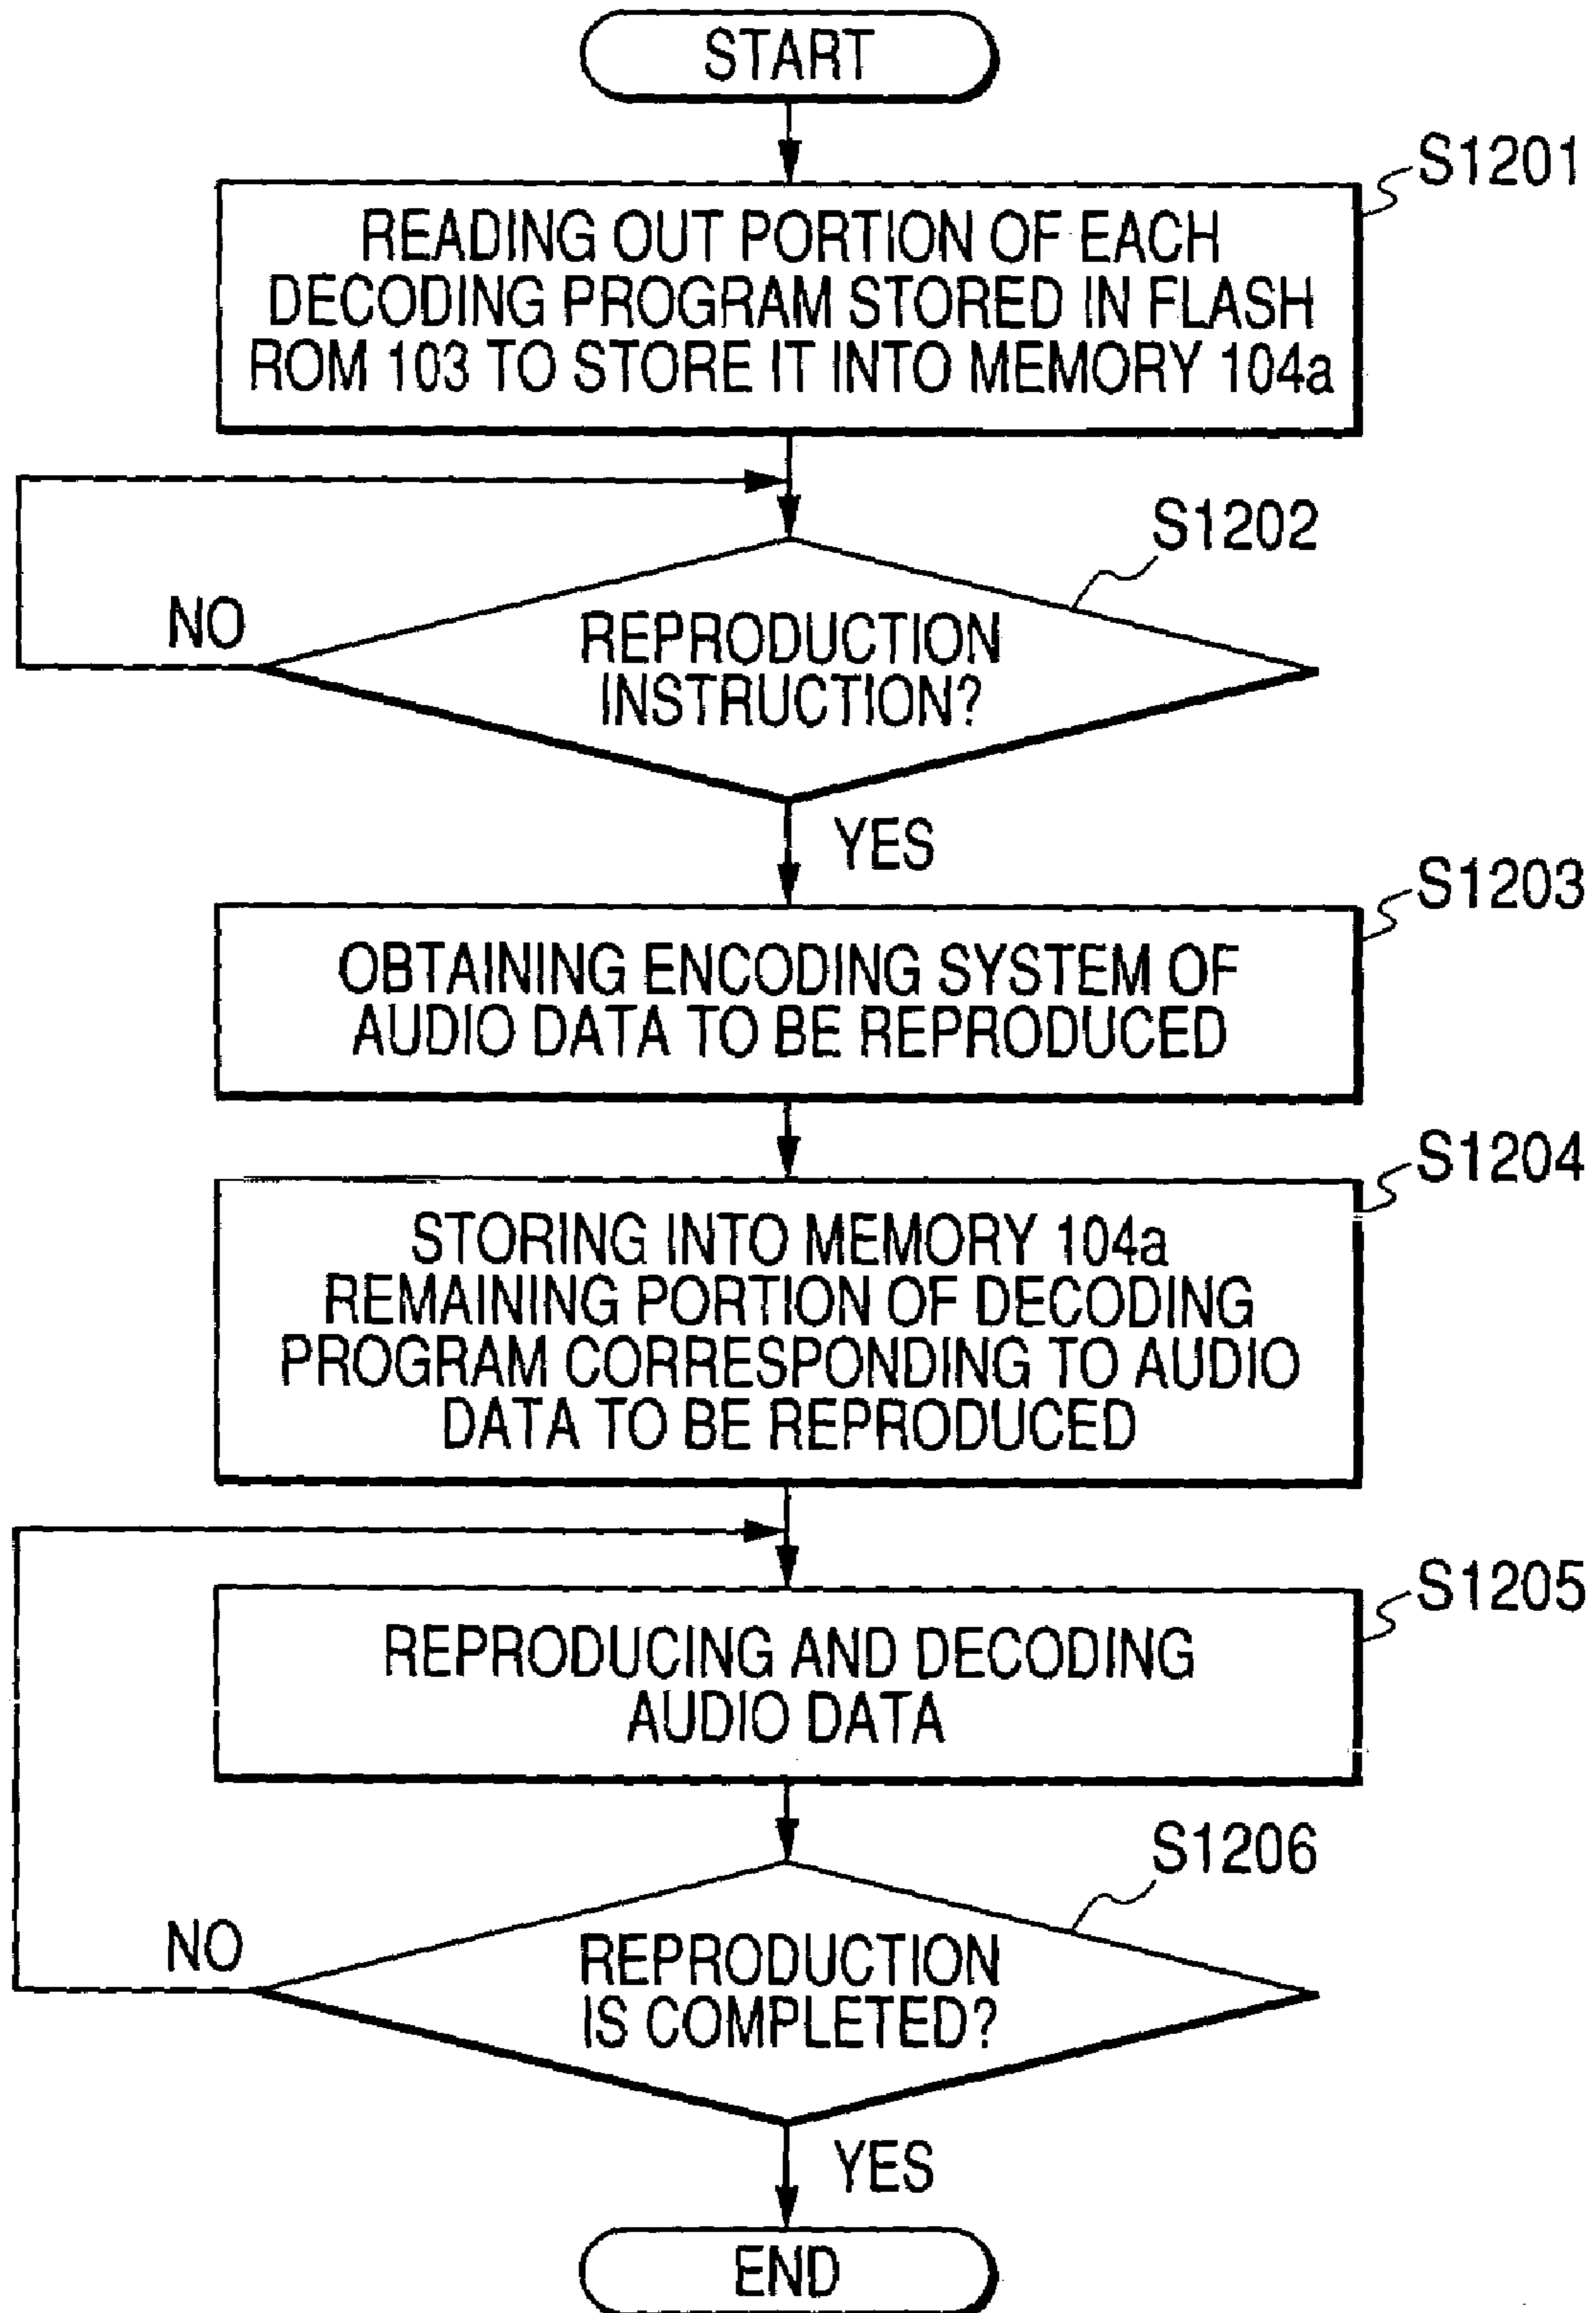 START
S1201
READING OUT PORTION OF EACH
DECODING PROGRAM STORED IN FLASH
ROM 103 TO STORE IT INTO MEMORY 104a
S1202
NO
REPRODUCTION
INSTRUCTION?
YES
S1203
OBTAINING ENCODING SYSTEM OF
AUDIO DATA TO BE REPRODUCED
S1204
STORING INTO MEMORY 104a
REMAINING PORTION OF DECODING
PROGRAM CORRESPONDING TO AUDIO
DATA TO BE REPRODUCED
S1205
REPRODUCING AND DECODING
AUDIO DATA
S1206
NO
REPRODUCTION
IS COMPLETED?
YES
END